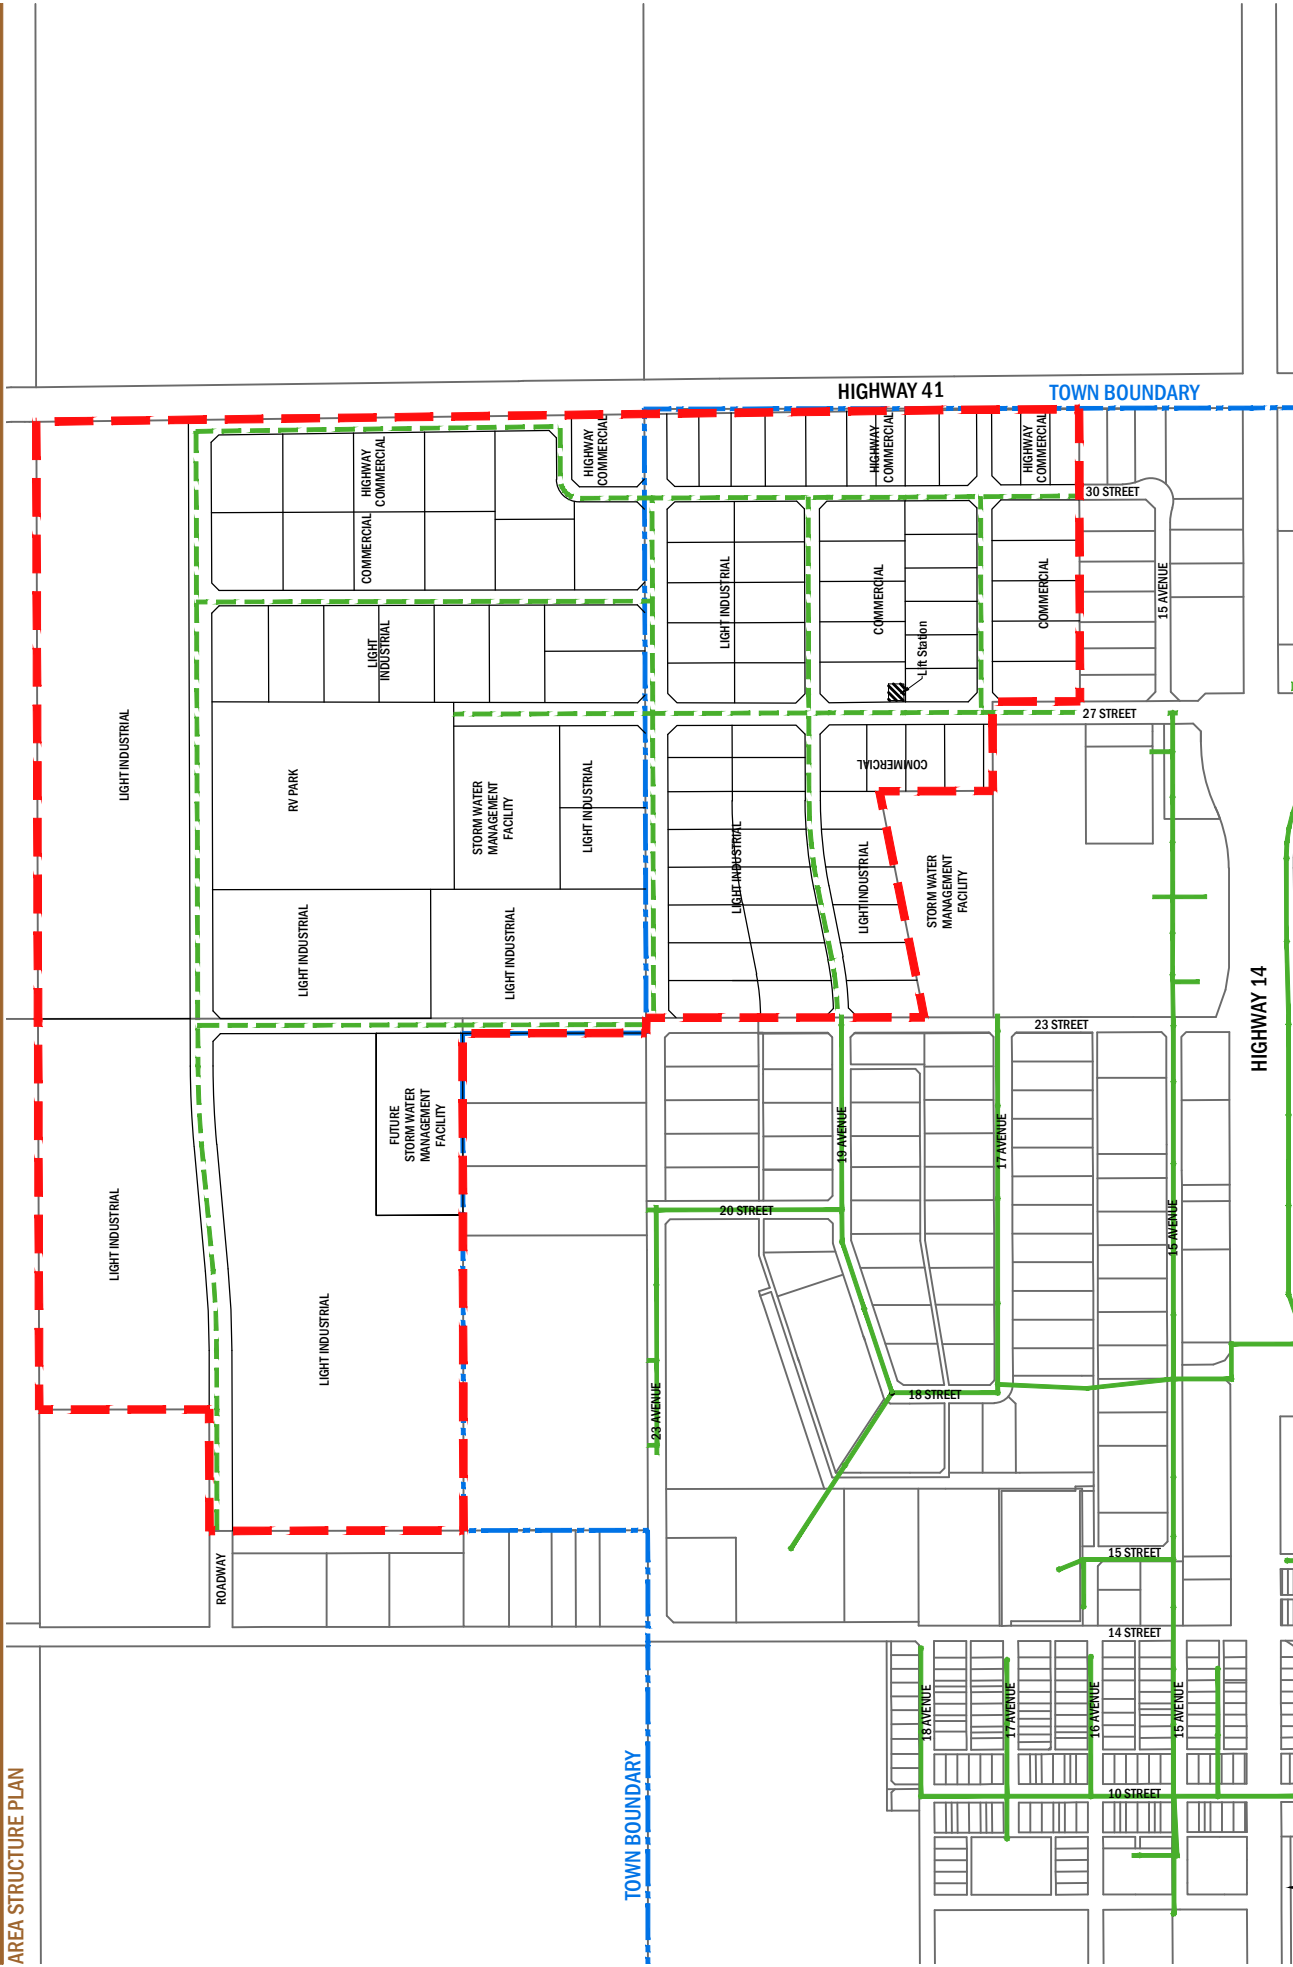 HIGHWAY 41
TOWN BOUNDARY
HIGHWAY
COMMERCIAL
HIGHWAY
COMMERCIAL
HIGHWAY
COMMERCIAL
HIGHWAY
COMMERCIAL
30 STREET
COMMERCIAL
LIGHT INDUSTRIAL
COMMERCIAL
COMMERCIAL
15 AVENUE
LIGHT
INDUSTRIAL
Lift Station
27 STREET
LIGHT INDUSTRIAL
RV PARK
STORM WATER
MANAGEMENT
FACILITY
LIGHT INDUSTRIAL
COMMERCIAL
LIGHT INDUSTRIAL
LIGHT INDUSTRIAL
STORM WATER
MANAGEMENT
FACILITY
LIGHT INDUSTRIAL
LIGHT INDUSTRIAL
HIGHWAY 14
23 STREET
FUTURE
STORM WATER
MANAGEMENT
FACILITY
19 AVENUE
17 AVENUE
LIGHT INDUSTRIAL
20 STREET
15 AVENUE
LIGHT INDUSTRIAL
23 AVENUE
18 STREET
ROADWAY
15 STREET
14 STREET
18 AVENUE
17 AVENUE
16 AVENUE
15 AVENUE
10 STREET
TOWN BOUNDARY
AREA STRUCTURE PLAN